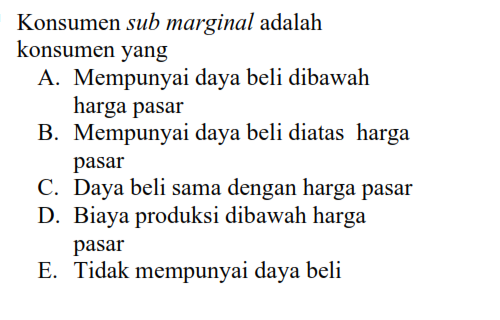 Konsumen sub marginal adalah
konsumen yang
A. Mempunyai daya beli dibawah
harga pasar
B. Mempunyai daya beli diatas harga
pasar
C. Daya beli sama dengan harga pasar
D. Biaya produksi dibawah harga
pasar
E. Tidak mempunyai daya beli